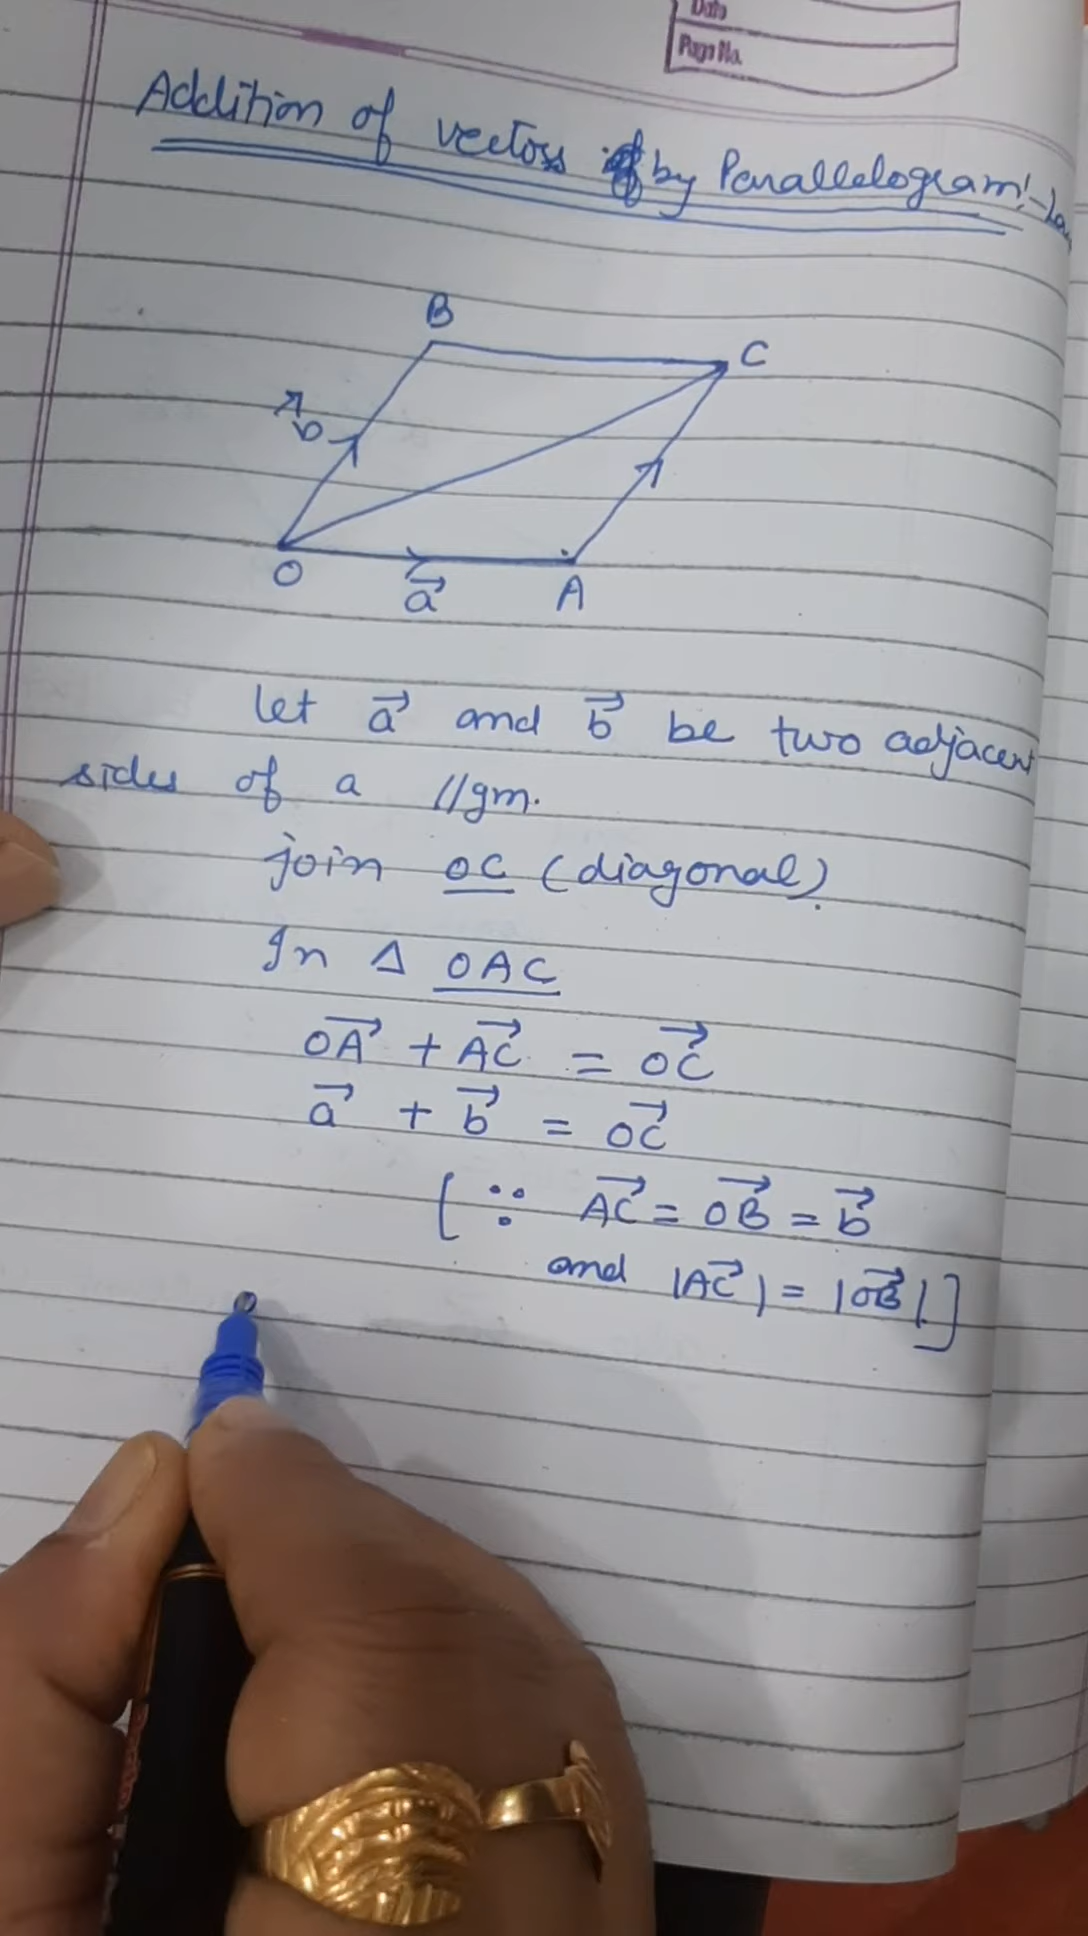 Date
Page No.
Addition of vectors by Parallelogram:-
B
C
b
O
a
A
let a⃗ and b⃗ be two adjacent
sides of a //gm.
join OC (diagonal).
In Δ OAC
OA⃗ + AC⃗ = OC⃗
a⃗ + b⃗ = OC⃗
[∵ AC⃗ = OB⃗ = b⃗
and |AC⃗| = |OB⃗|]